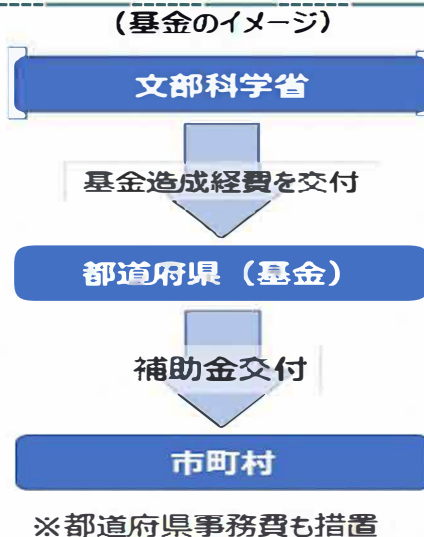 (基金のイメージ)
文部科学省
基金造成経費を交付
都道府県（基金）
補助金交付
市町村
※都道府県事務費も措置